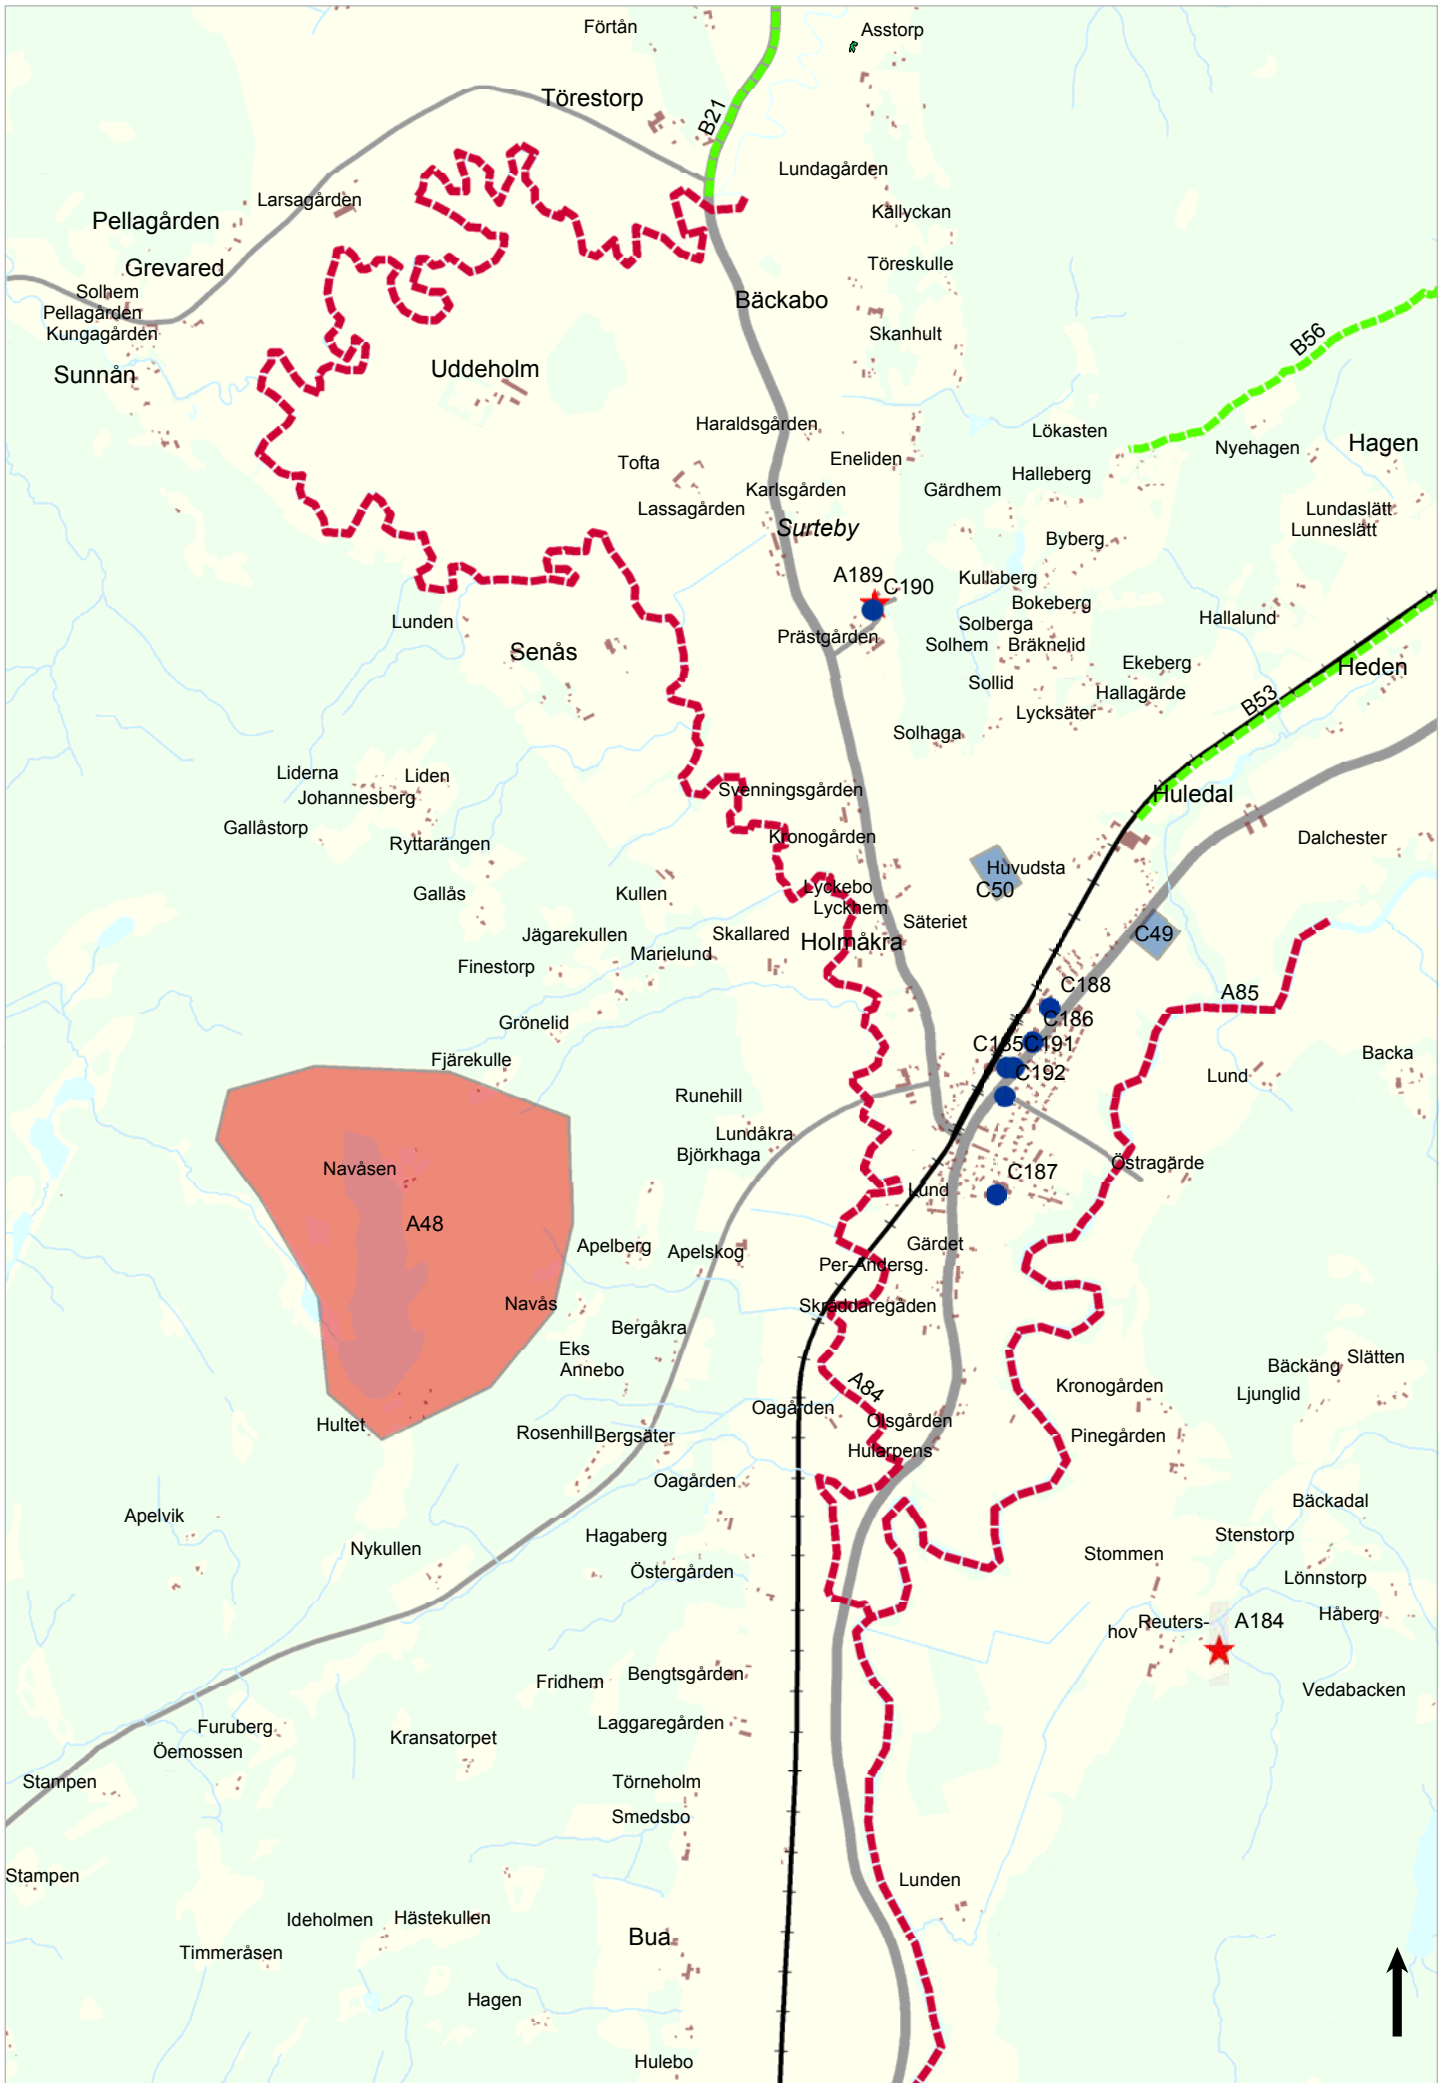 Förtån
Asstorp
Törestorp
B21
Lundagården
Larsagården
Pellagården
Källyckan
Grevared
Töreskulle
Solhem
Pellagården
Bäckabo
Kungagården
Skanhult
B56
Sunnån
Uddeholm
Haraldsgården
Lökasten
Nyehagen
Hagen
Tofta
Eneliden
Halleberg
Karlsgården
Gärdhem
Lassagården
Lundaslätt
Surteby
Lunneslätt
Byberg
A189
Kullaberg
C190
Bokeberg
Lunden
Solberga
Hallalund
Prästgården
Senås
Solhem
Bräknelid
Ekeberg
Heden
Sollid
Hallagärde
B53
Lycksäter
Solhaga
Liderna
Liden
Johannesberg
Svenningsgården
Huledal
Gallåstorp
Ryttarängen
Kronogården
Dalchester
Huvudsta
Gallås
Kullen
Lyckebo
C50
Lyckhem
Säteriet
Jägarekullen
Skallared
Holmåkra
C49
Finestorp
Marielund
C188
A85
Grönelid
C186
C185
C191
Fjärekulle
Backa
C192
Lund
Runehill
Lundåkra
Björkhaga
Östragärde
Navåsen
C187
Lund
A48
Apelberg
Apelskog
Gärdet
Per-Andersg.
Navås
Skräddaregåden
Bergåkra
Eks
Annebo
Slätten
Bäckäng
A84
Kronogården
Ljunglid
Oagården
Hultet
Olsgården
Rosenhill
Bergsäter
Pinegården
Hularpens
Oagården
Bäckadal
Apelvik
Hagaberg
Stenstorp
Nykullen
Stommen
Östergården
Lönnstorp
Håberg
Reuters-
hov
A184
Fridhem
Bengtsgården
Vedabacken
Furuberg
Laggaregården
Kransatorpet
Öemossen
Stampen
Törneholm
Smedsbo
Stampen
Lunden
Ideholmen
Hästekullen
Bua
Timmeråsen
Hagen
Hulebo